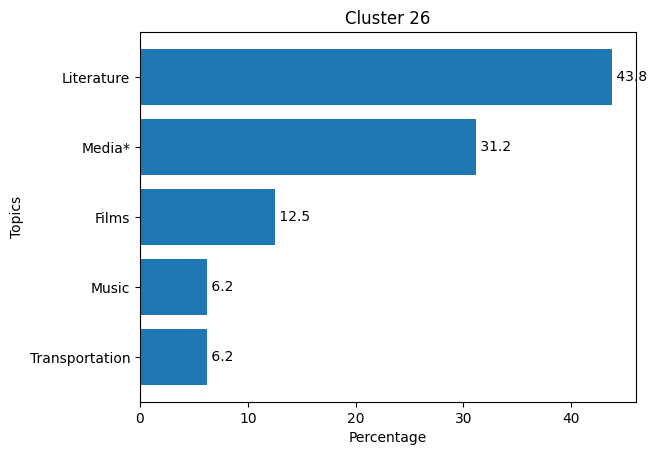 Cluster 26
Topics
Literature 43.8
Media* 31.2
Films 12.5
Music 6.2
Transportation 6.2
0 10 20 30 40
Percentage